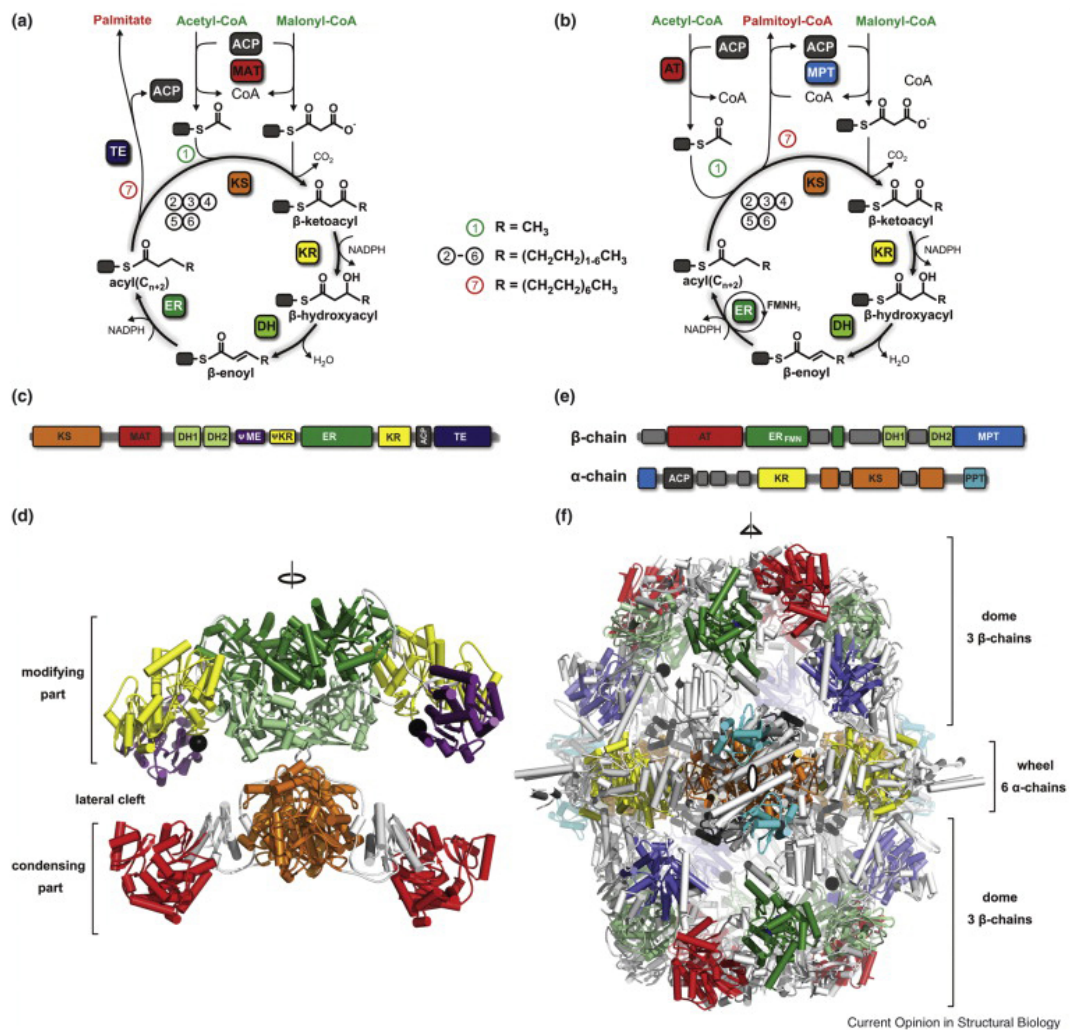 (a)
Palmitate
Acetyl-CoA
Malonyl-CoA
ACP
MAT
CoA
ACP
TE
S
O
S
O
O
O-
1
7
CO₂
KS
2 3 4
5 6
S
O
O
R
β-ketoacyl
KR
NADPH
S
O
OH
R
β-hydroxyacyl
DH
H₂O
S
O
R
β-enoyl
NADPH
ER
S
O
R
acyl(Cn+2)
1 R = CH₃
2-6 R = (CH₂CH₂)1-6CH₃
7 R = (CH₂CH₂)6CH₃
(b)
Acetyl-CoA
Palmitoyl-CoA
Malonyl-CoA
AT
ACP
ACP
MPT
CoA
CoA
CoA
S
O
S
O
O
O-
1
7
CO₂
KS
2 3 4
5 6
S
O
O
R
β-ketoacyl
KR
NADPH
S
O
OH
R
β-hydroxyacyl
DH
H₂O
S
O
R
β-enoyl
NADPH
ER
FMNH₂
S
O
R
acyl(Cn+2)
(c)
KS MAT DH1 DH2 ΨME ΨKR ER KR ACP TE
(e)
β-chain AT ER FMN DH1 DH2 MPT
α-chain ACP KR KS PPT
(d)
modifying
part
lateral cleft
condensing
part
(f)
dome
3 β-chains
wheel
6 α-chains
dome
3 β-chains
Current Opinion in Structural Biology